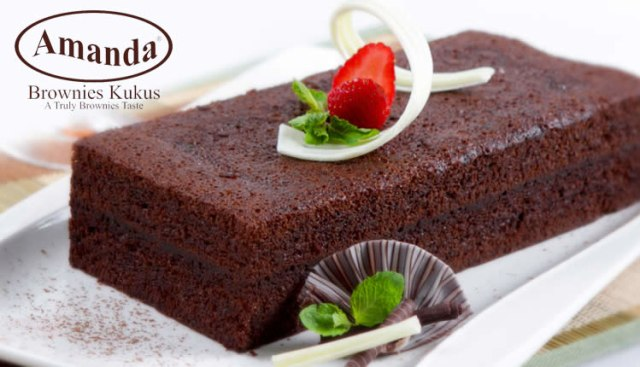 Amanda®
Brownies Kukus
A Truly Brownies Taste